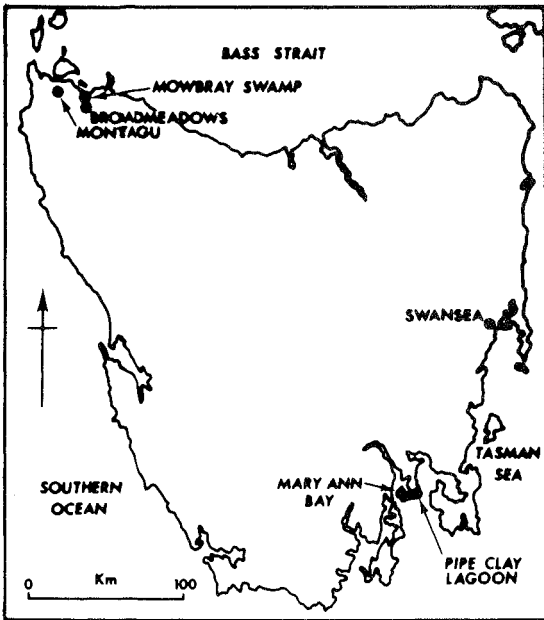 BASS STRAIT
MOWBRAY SWAMP
BROADMEADOWS
MONTAGU
SWANSEA
TASMAN
SEA
MARY ANN
BAY
SOUTHERN
OCEAN
PIPE CLAY
LAGOON
0 Km 100